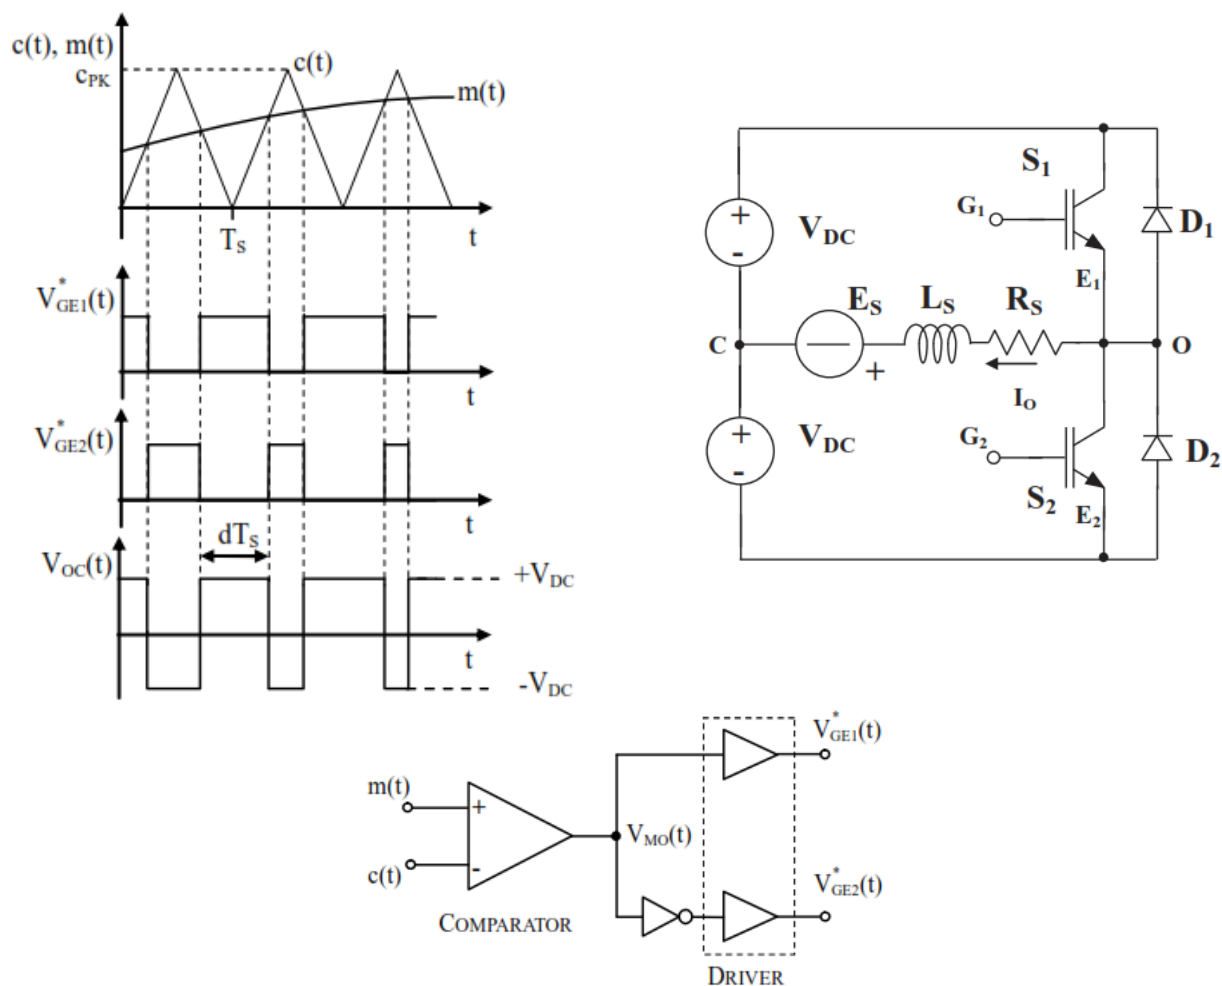 c(t), m(t)
c_PK
c(t)
m(t)
T_S
t
V*_GE1(t)
t
V*_GE2(t)
t
dT_S
V_OC(t)
+V_DC
t
-V_DC
S_1
G_1
+
-
V_DC
D_1
E_1
E_S
L_S
R_S
C
O
+
I_O
+
-
V_DC
G_2
D_2
S_2
E_2
m(t)
+
V_MO(t)
c(t)
-
COMPARATOR
V*_GE1(t)
V*_GE2(t)
DRIVER